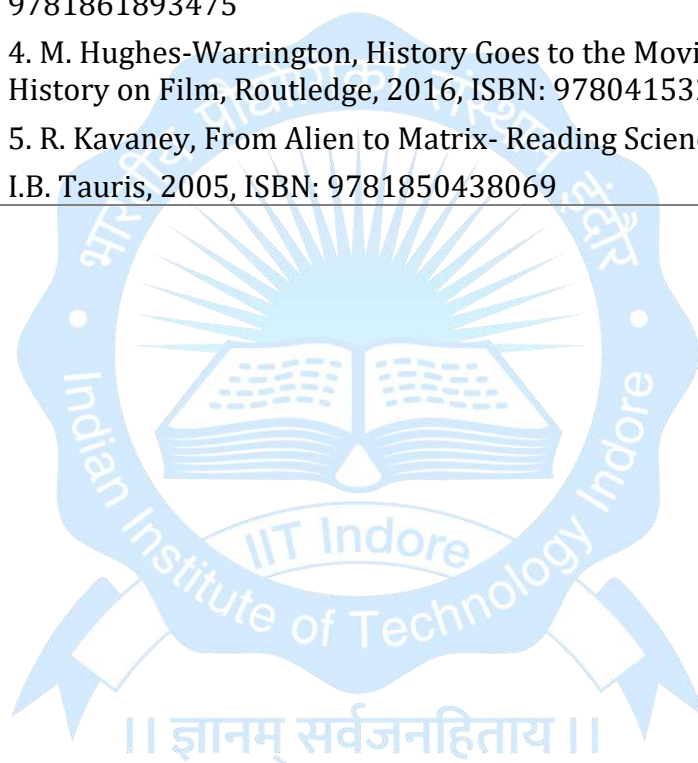 9781861893475
4. M. Hughes-Warrington, History Goes to the Movi
History on Film, Routledge, 2016, ISBN: 97804153
5. R. Kavaney, From Alien to Matrix- Reading Scienc
I.B. Tauris, 2005, ISBN: 9781850438069
भारतीय प्रौद्योगिकी संस्थान इंदौर
Indian Institute of Technology Indore
IIT Indore
।। ज्ञानम् सर्वजनहिताय ।।